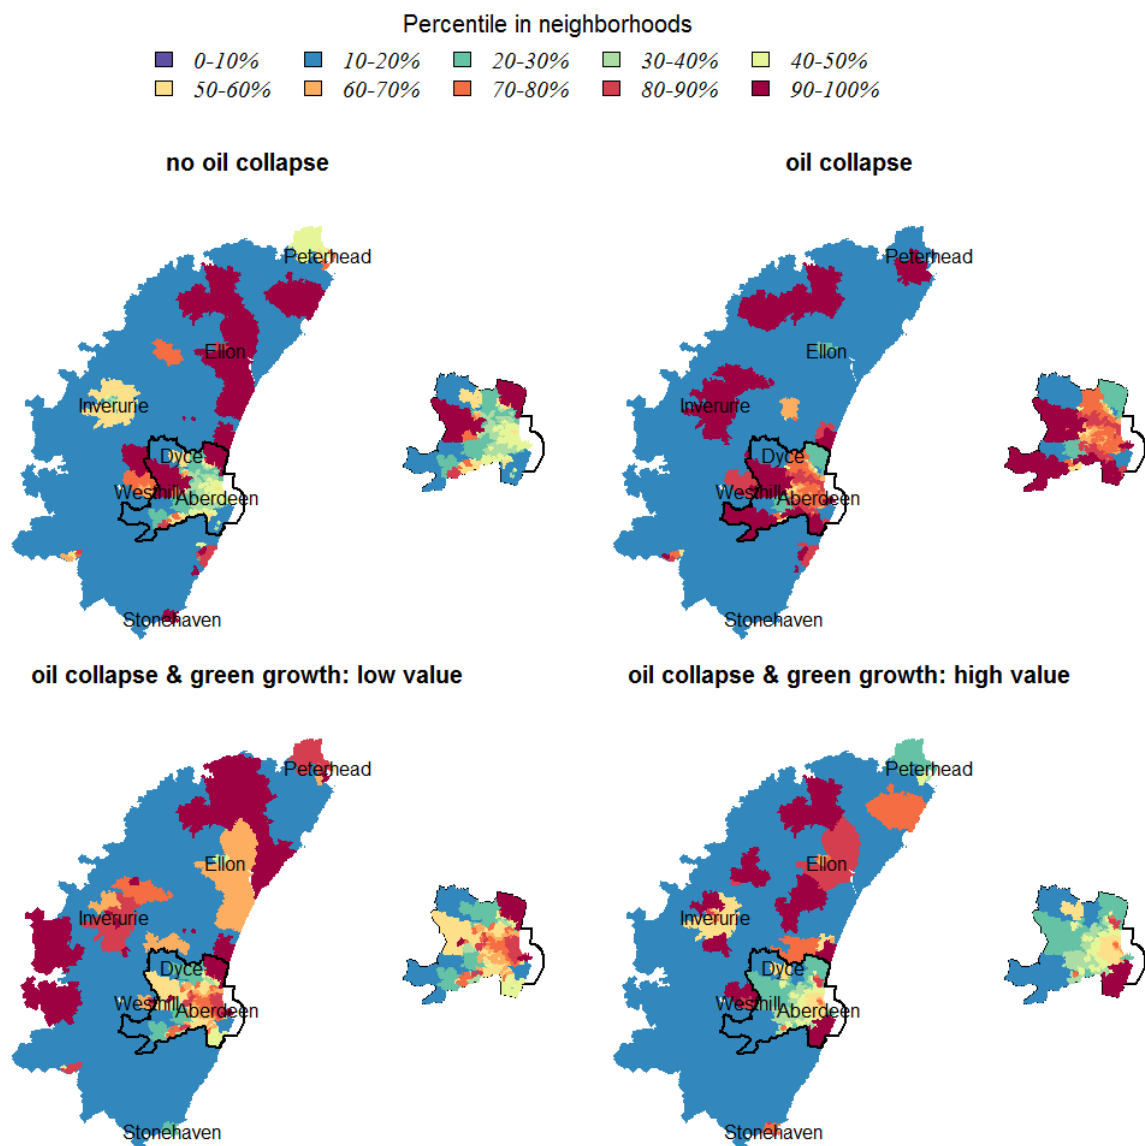 Percentile in neighborhoods
0-10% 10-20% 20-30% 30-40% 40-50%
50-60% 60-70% 70-80% 80-90% 90-100%
no oil collapse
oil collapse
Peterhead
Ellon
Inverurie
Dyce
Westhill
Aberdeen
Stonehaven
Peterhead
Ellon
Inverurie
Dyce
Westhill
Aberdeen
Stonehaven
oil collapse & green growth: low value
oil collapse & green growth: high value
Peterhead
Ellon
Inverurie
Dyce
Westhill
Aberdeen
Stonehaven
Peterhead
Ellon
Inverurie
Dyce
Westhill
Aberdeen
Stonehaven